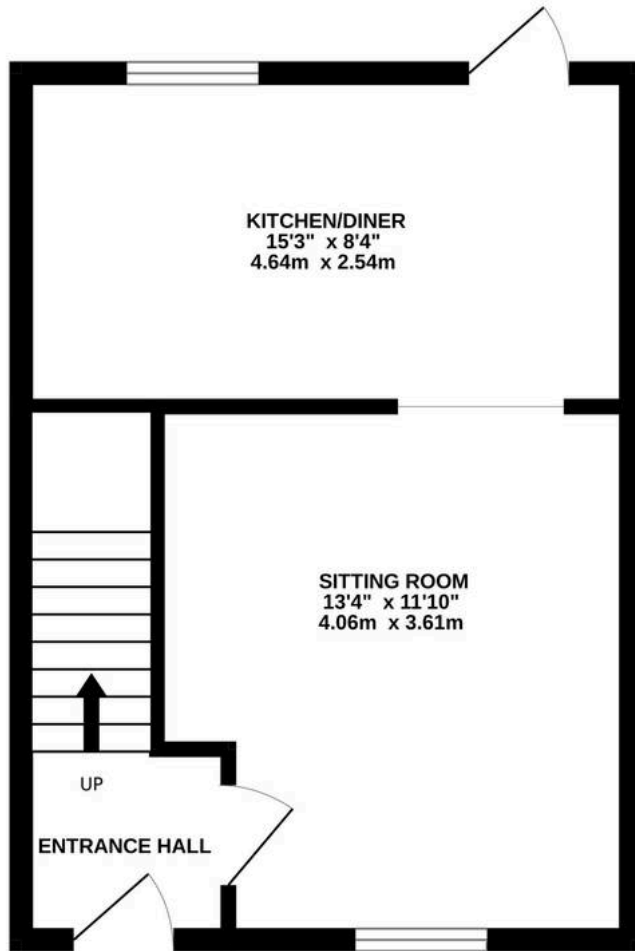 KITCHEN/DINER
15'3" x 8'4"
4.64m x 2.54m
SITTING ROOM
13'4" x 11'10"
4.06m x 3.61m
UP
ENTRANCE HALL